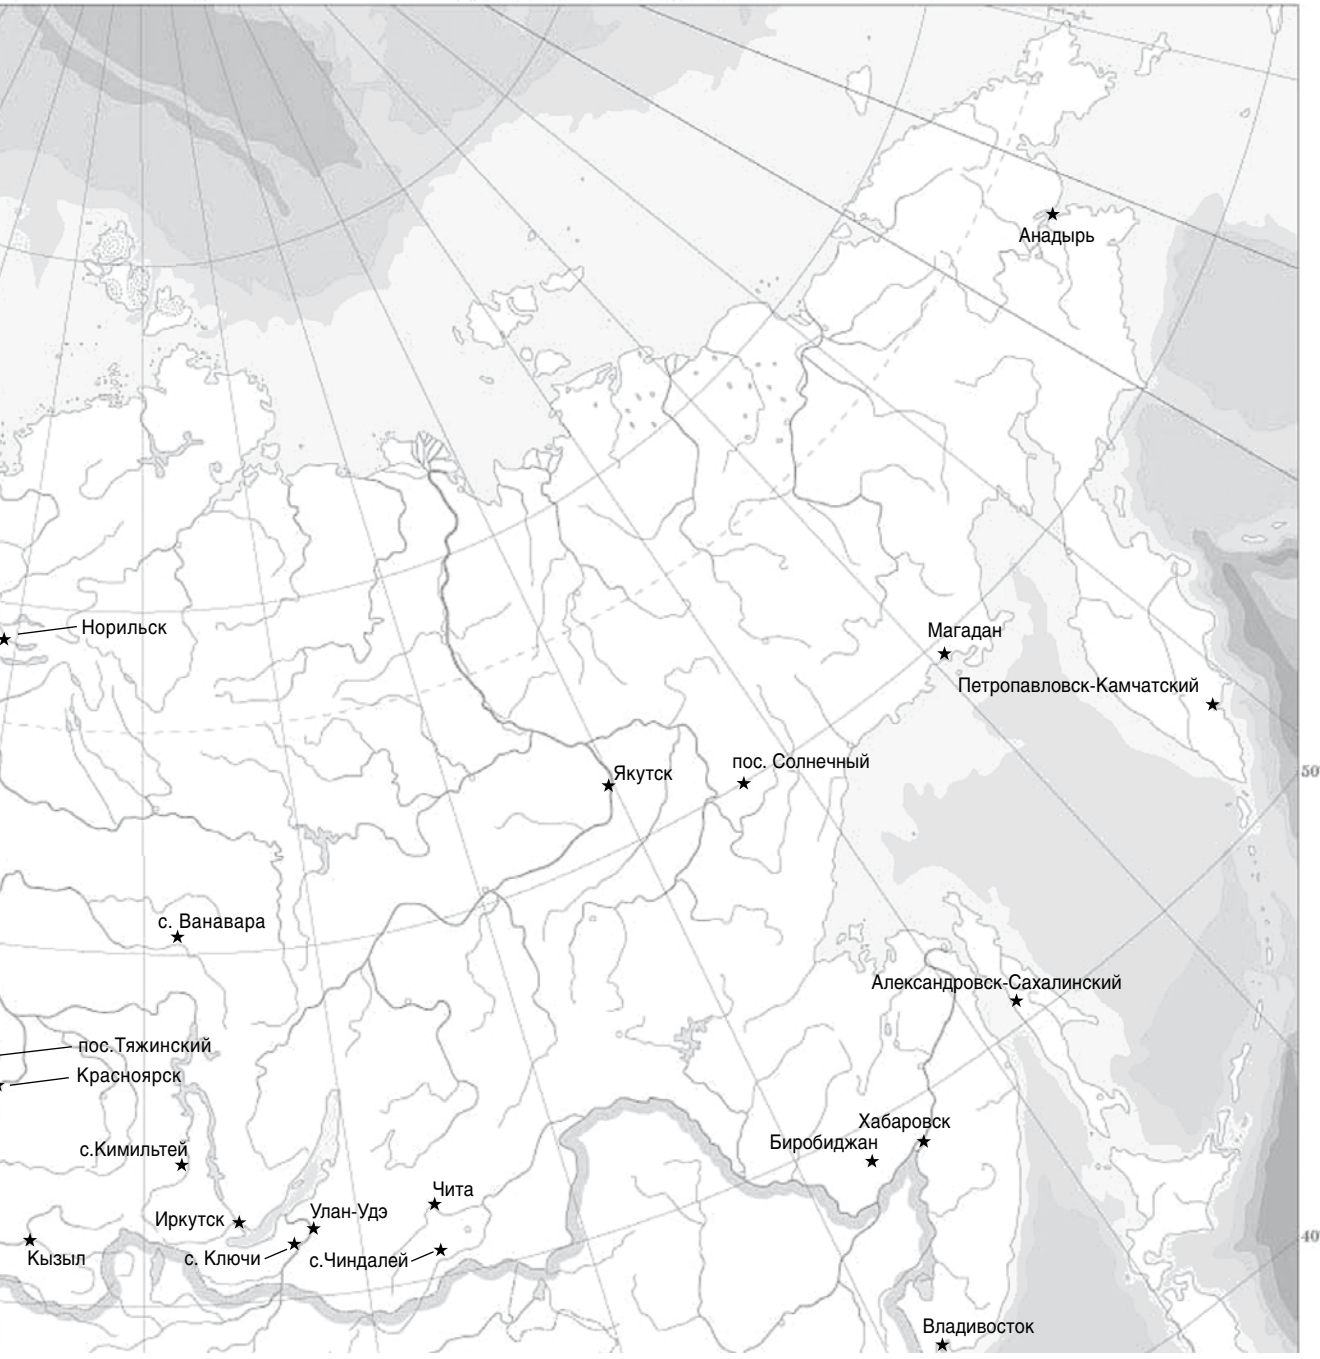 Анадырь
Норильск
Магадан
Петропавловск-Камчатский
пос. Солнечный
Якутск
50°
с. Ванавара
Александровск-Сахалинский
пос.Тяжинский
Красноярск
Хабаровск
Биробиджан
с.Кимильтей
Чита
Улан-Удэ
Иркутск
40°
Кызыл
с. Ключи
с.Чиндалей
Владивосток